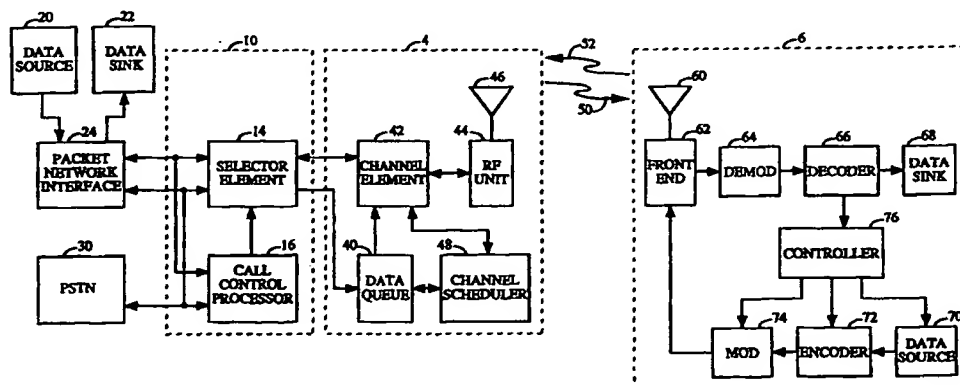 20
22
DATA
SOURCE
DATA
SINK
24
PACKET
NETWORK
INTERFACE
30
PSTN
10
14
SELECTOR
ELEMENT
16
CALL
CONTROL
PROCESSOR
4
42
CHANNEL
ELEMENT
46
44
RF
UNIT
40
DATA
QUEUE
48
CHANNEL
SCHEDULER
52
50
6
60
62
FRONT
END
64
DEMOD
66
DECODER
68
DATA
SINK
76
CONTROLLER
74
MOD
72
ENCODER
70
DATA
SOURCE